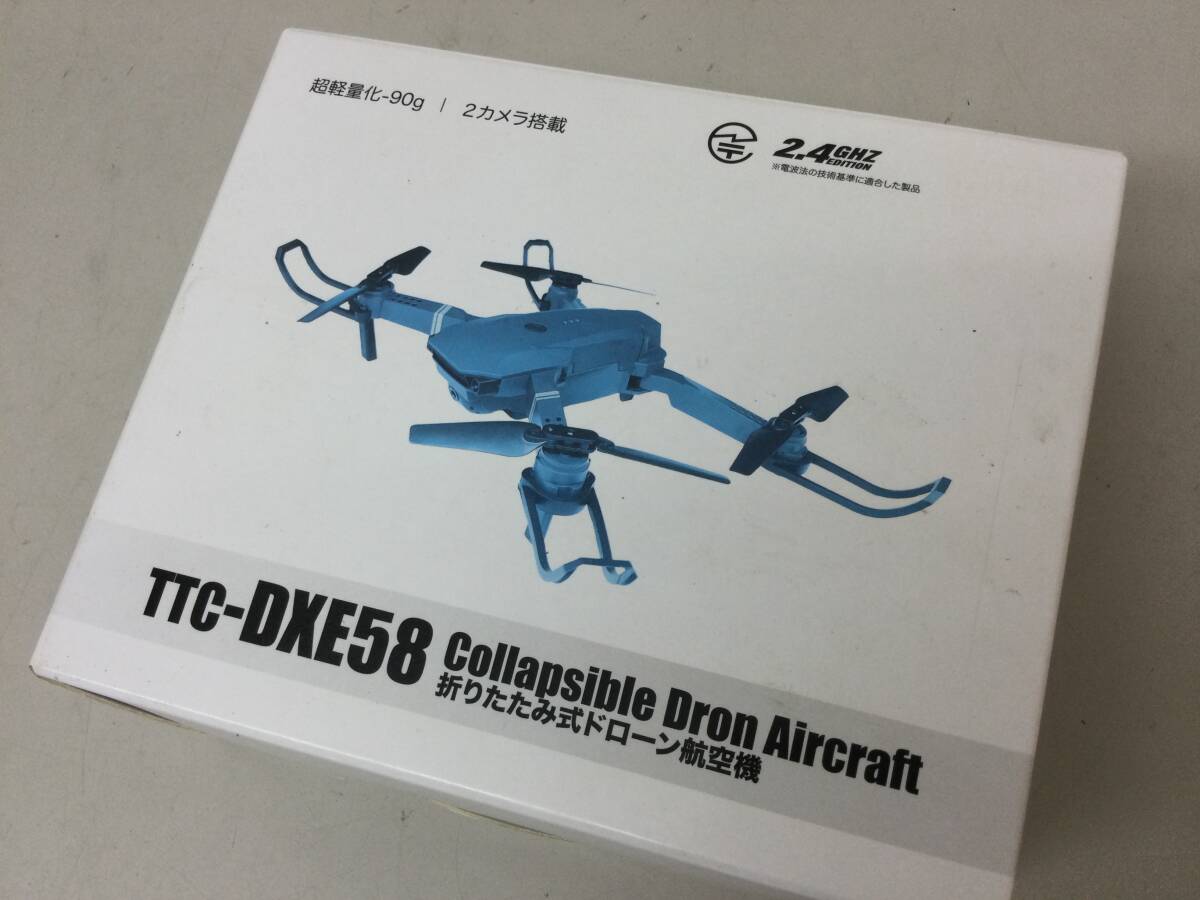 超軽量化-90g | 2カメラ搭載
2.4GHZ EDITION
※電波法の技術基準に適合した製品
TTC-DXE58 Collapsible Dron Aircraft
折りたたみ式ドローン航空機